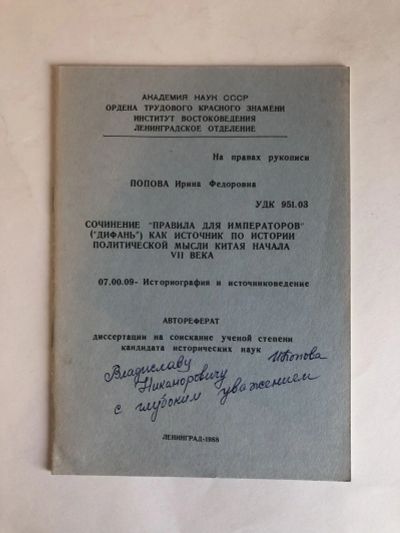 АКАДЕМИЯ НАУК СССР
ОРДЕНА ТРУДОВОГО КРАСНОГО ЗНАМЕНИ
ИНСТИТУТ ВОСТОКОВЕДЕНИЯ
ЛЕНИНГРАДСКОЕ ОТДЕЛЕНИЕ
На правах рукописи
ПОПОВА Ирина Федоровна
УДК 951.03
СОЧИНЕНИЕ "ПРАВИЛА ДЛЯ ИМПЕРАТОРОВ"
("ДИФАНЬ") КАК ИСТОЧНИК ПО ИСТОРИИ
ПОЛИТИЧЕСКОЙ МЫСЛИ КИТАЯ НАЧАЛА
VII ВЕКА
07.00.09- Историография и источниковедение
АВТОРЕФЕРАТ
диссертации на соискание ученой степени
кандидата исторических наук
Владиславу
Никаноровичу
с глубоким уважением
ИПопова
ЛЕНИНГРАД-1988